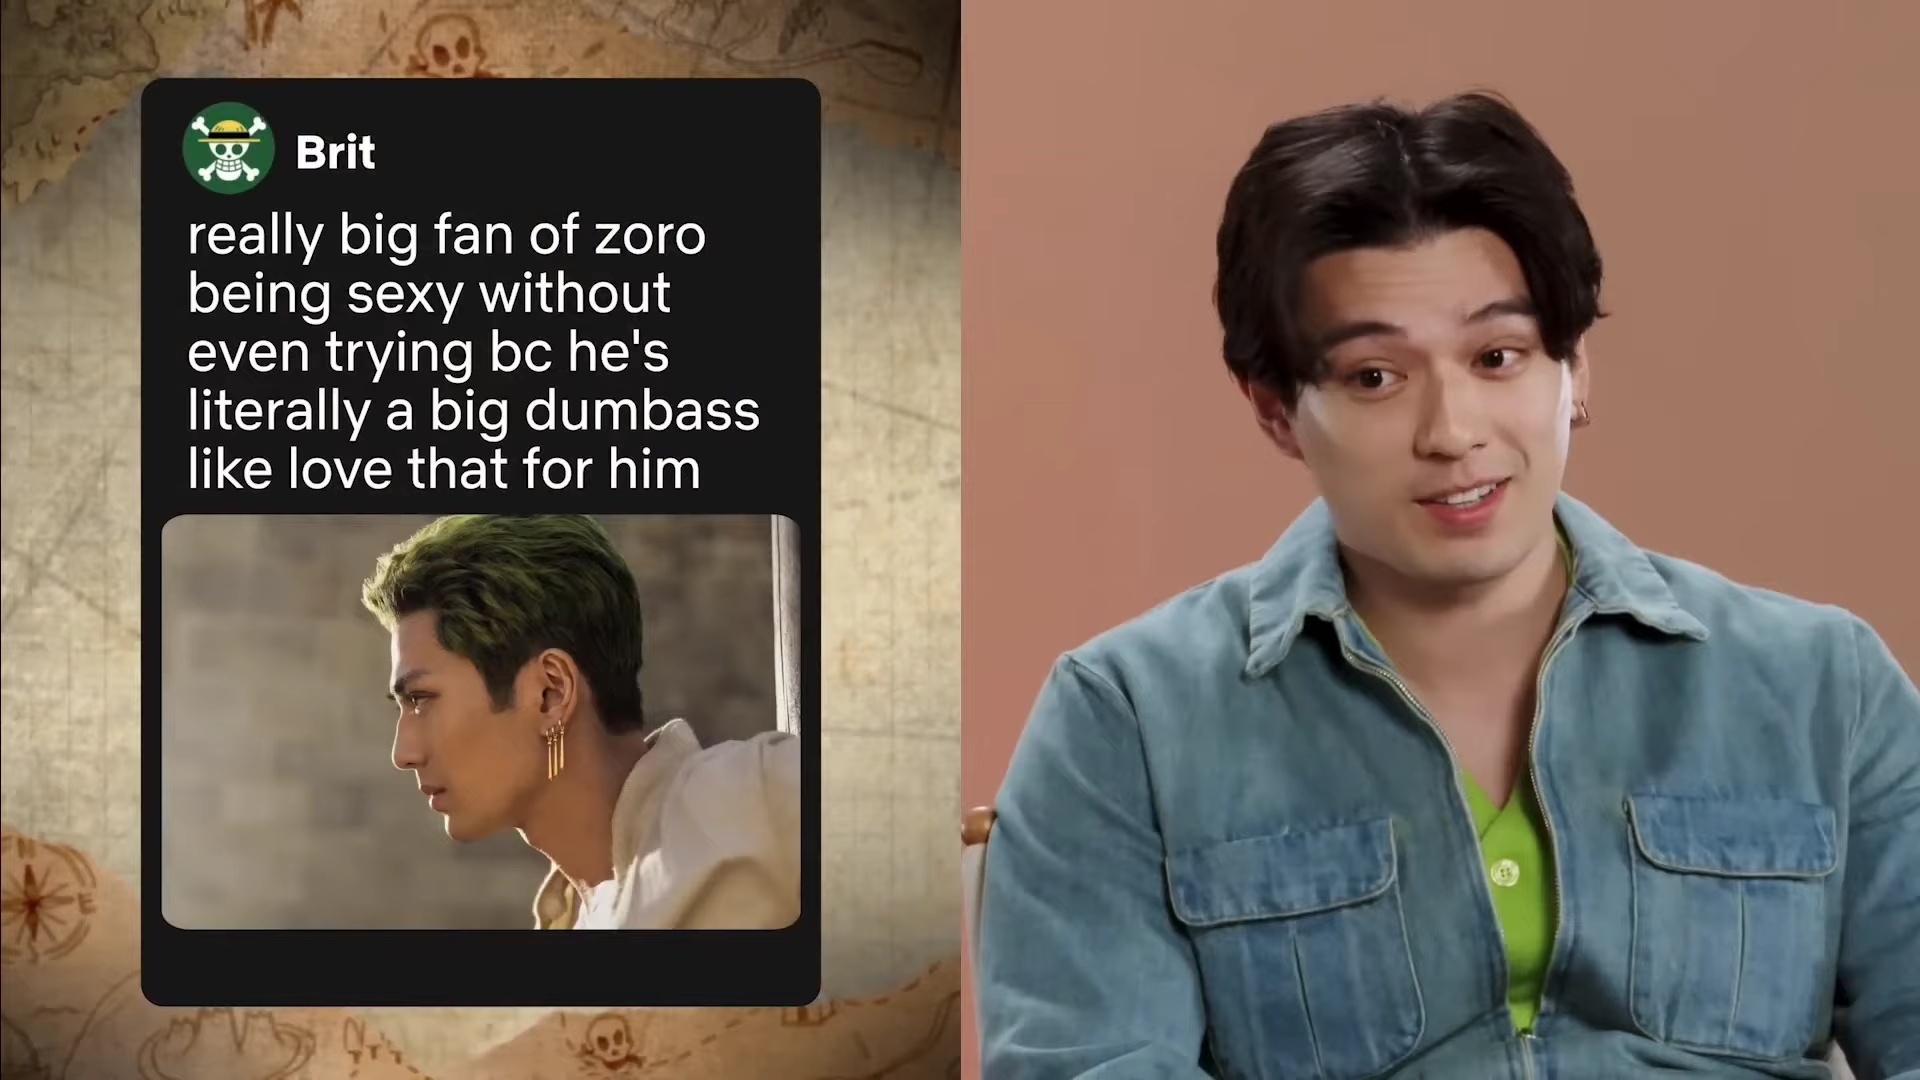 Brit
really big fan of zoro
being sexy without
even trying bc he's
literally a big dumbass
like love that for him